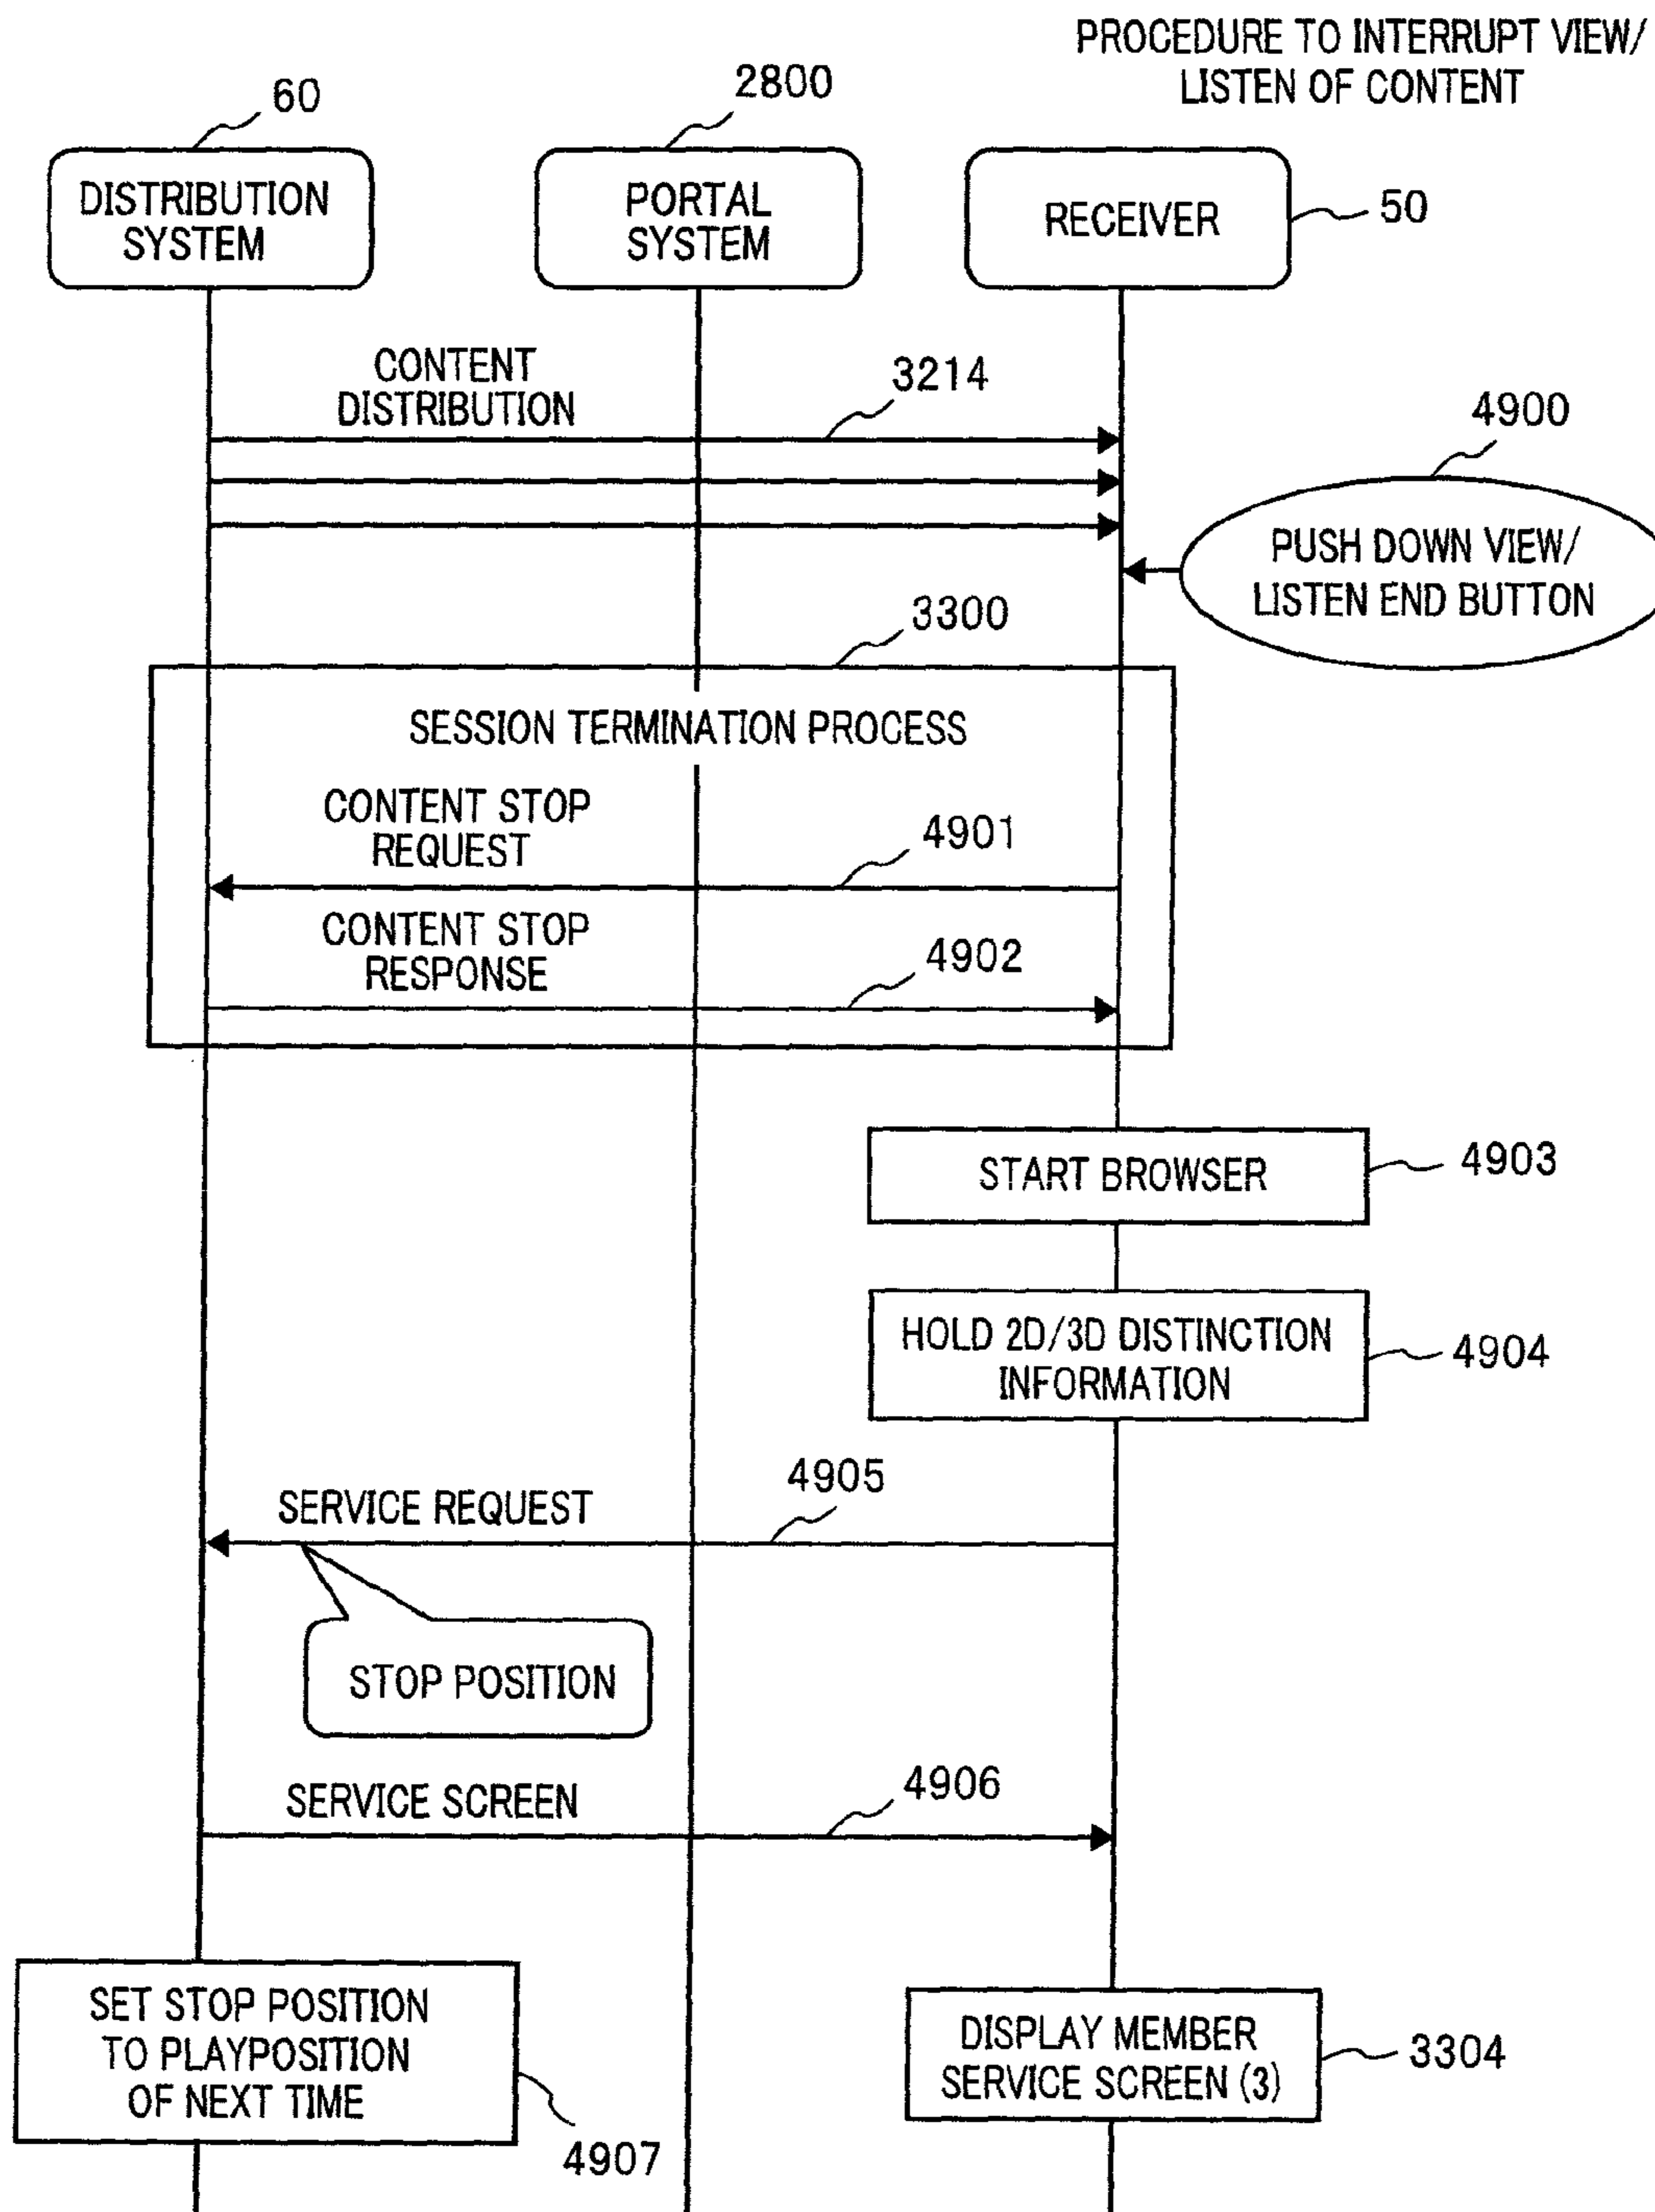 PROCEDURE TO INTERRUPT VIEW/
LISTEN OF CONTENT
60
2800
DISTRIBUTION
SYSTEM
PORTAL
SYSTEM
RECEIVER
50
CONTENT
DISTRIBUTION
3214
4900
PUSH DOWN VIEW/
LISTEN END BUTTON
3300
SESSION TERMINATION PROCESS
CONTENT STOP
REQUEST
4901
CONTENT STOP
RESPONSE
4902
START BROWSER
4903
HOLD 2D/3D DISTINCTION
INFORMATION
4904
4905
SERVICE REQUEST
STOP POSITION
4906
SERVICE SCREEN
SET STOP POSITION
TO PLAYPOSITION
OF NEXT TIME
4907
DISPLAY MEMBER
SERVICE SCREEN (3)
3304